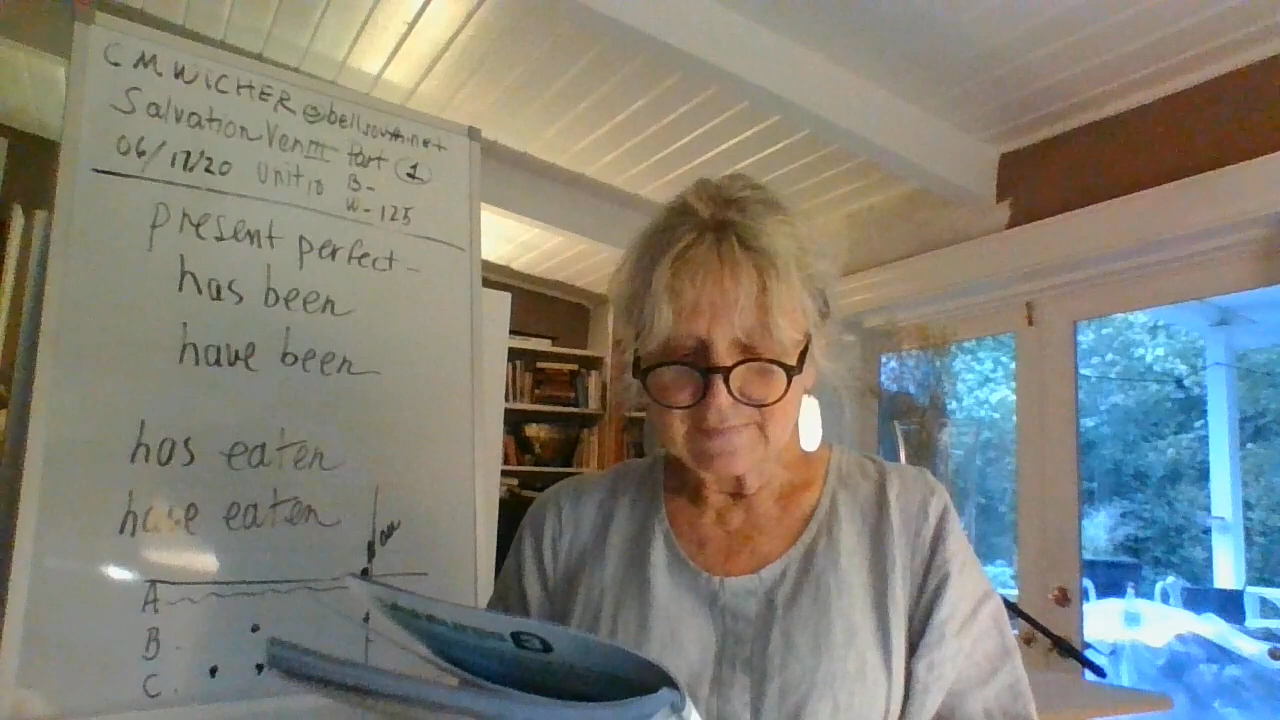 CMWICHER@bellsouth.net
Salvation Ven III Part 1
06/17/20 Unit 10 B-
W-125
present perfect-
has been
have been
has eaten
have eaten
A
B
C